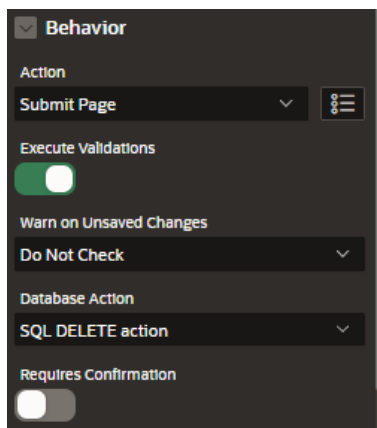 Behavior
Action
Submit Page
Execute Validations
Warn on Unsaved Changes
Do Not Check
Database Action
SQL DELETE action
Requires Confirmation